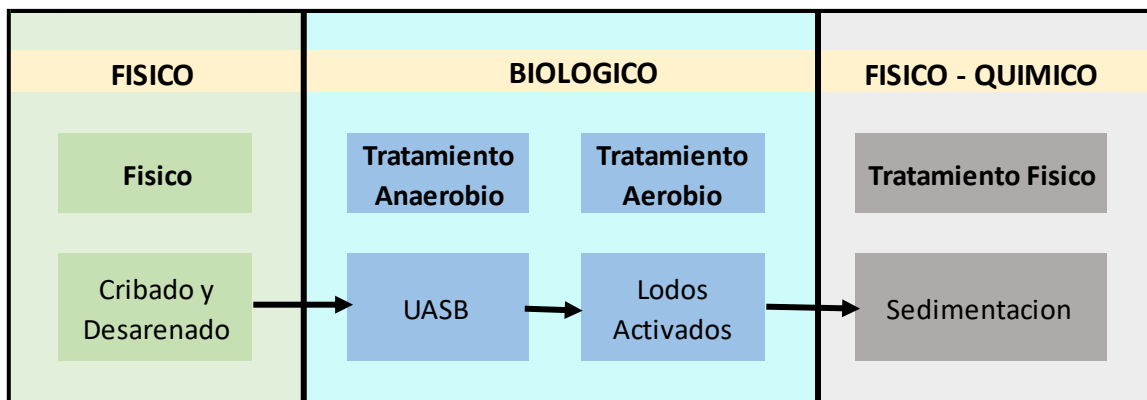 FISICO
BIOLOGICO
FISICO - QUIMICO
Fisico
Tratamiento
Anaerobio
Tratamiento
Aerobio
Tratamiento Fisico
Cribado y
Desarenado
UASB
Lodos
Activados
Sedimentacion